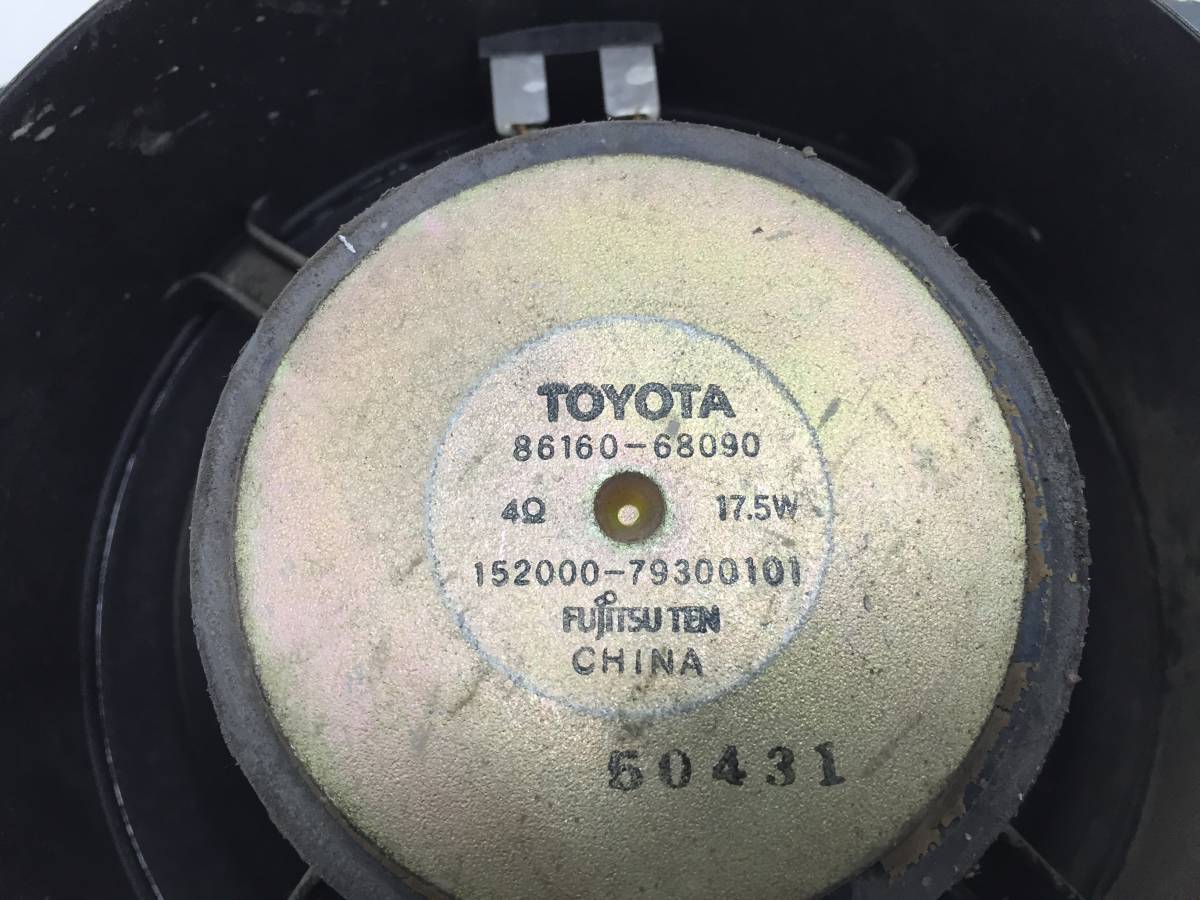 TOYOTA
86160-68090
4Ω 17.5W
152000-79300101
FUJITSU TEN
CHINA
50431